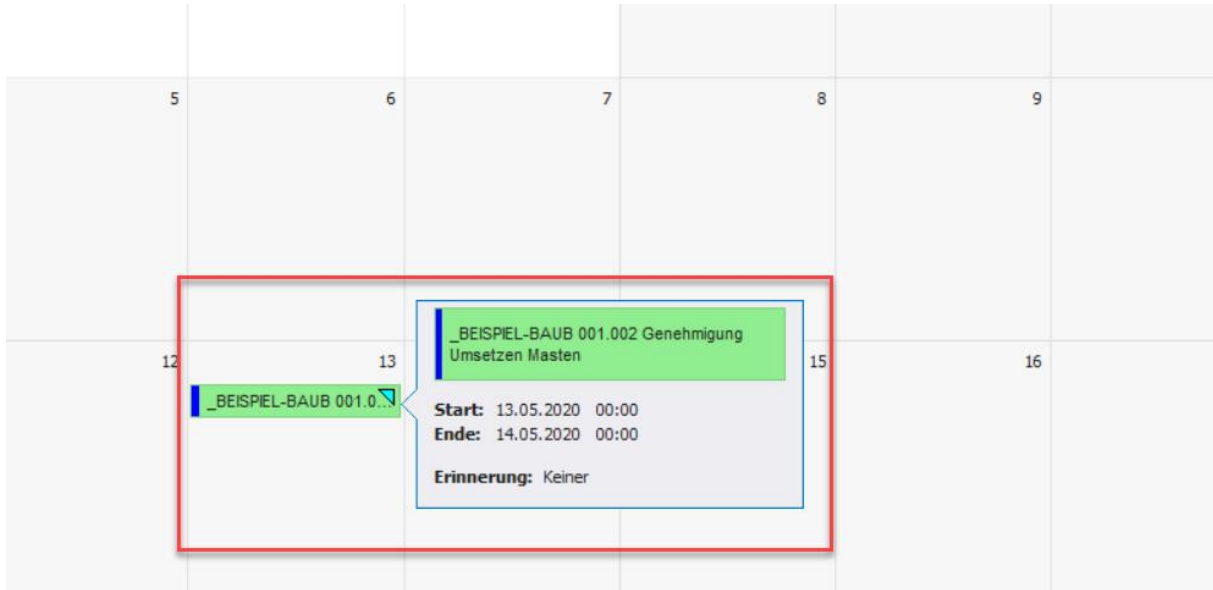 5 6 7 8 9
_BEISPIEL-BAUB 001.002 Genehmigung
Umsetzen Masten
12 13 15 16
_BEISPIEL-BAUB 001.0...
Start: 13.05.2020 00:00
Ende: 14.05.2020 00:00
Erinnerung: Keiner